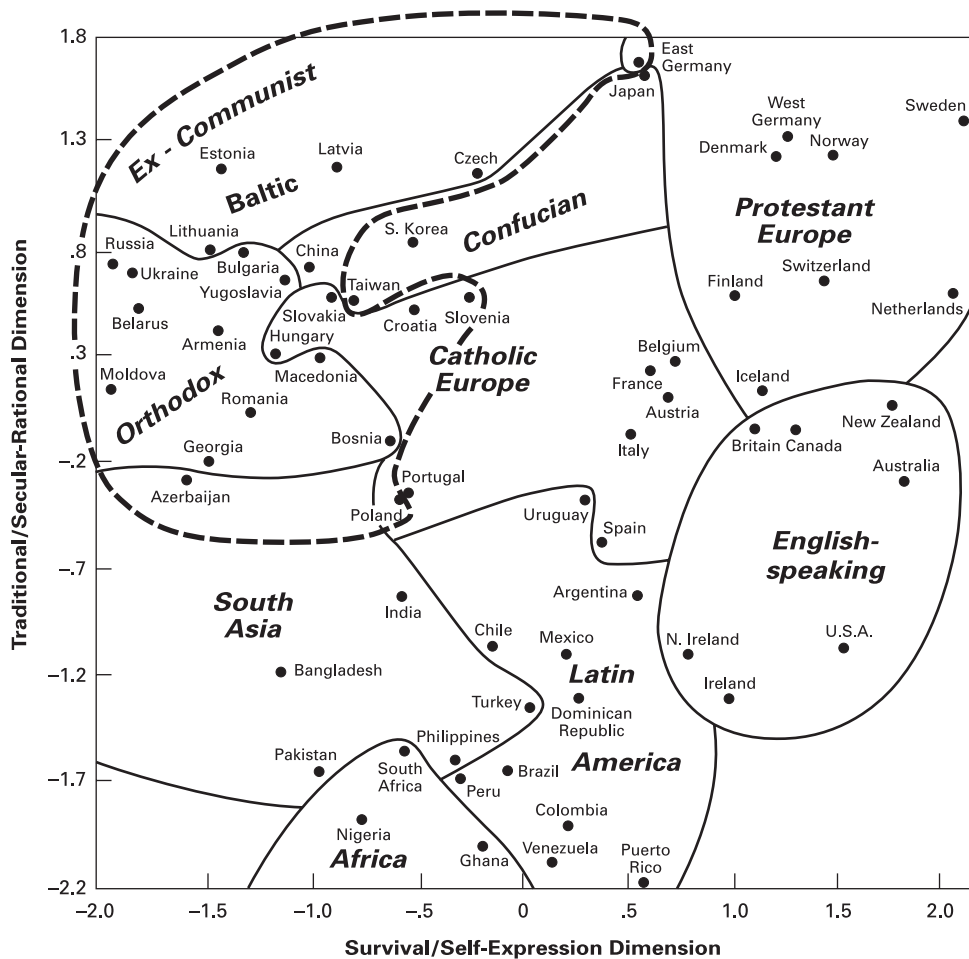 Traditional/Secular-Rational Dimension
1.8
1.3
.8
.3
–.2
–.7
–1.2
–1.7
–2.2
Ex - Communist
East
Germany
Japan
West
Germany
Sweden
Denmark
Norway
Estonia
Latvia
Czech
Baltic
Protestant
Europe
Confucian
S. Korea
Lithuania
Russia
Bulgaria
China
Ukraine
Yugoslavia
Taiwan
Switzerland
Finland
Netherlands
Belarus
Slovakia
Croatia
Slovenia
Armenia
Hungary
Catholic
Europe
Belgium
Macedonia
France
Iceland
Moldova
Romania
Austria
New Zealand
Orthodox
Bosnia
Italy
Britain Canada
Georgia
Australia
Azerbaijan
Portugal
Poland
Uruguay
Spain
English-
speaking
South
Asia
India
Argentina
Chile
Mexico
N. Ireland
U.S.A.
Bangladesh
Latin
Ireland
Turkey
Dominican
Republic
Philippines
Pakistan
South
Africa
Peru
Brazil
America
Nigeria
Africa
Ghana
Colombia
Venezuela
Puerto
Rico
–2.0
–1.5
–1.0
–.5
0
.5
1.0
1.5
2.0
Survival/Self-Expression Dimension